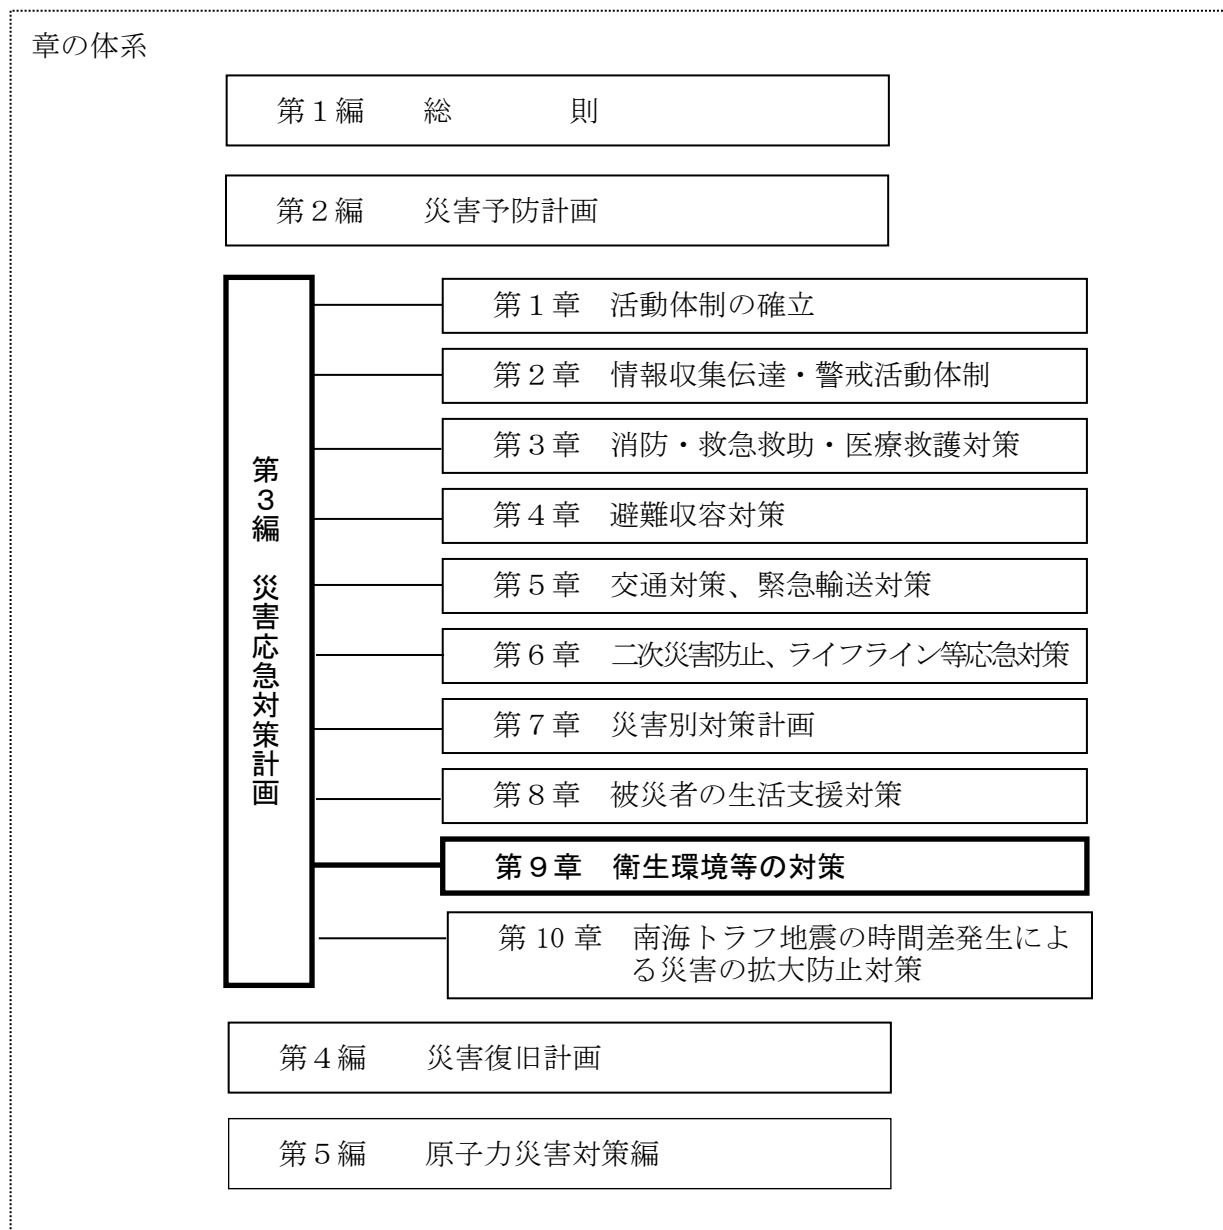 章の体系
第1編　総　　　則
第2編　災害予防計画
第3編　災害応急対策計画
第1章　活動体制の確立
第2章　情報収集伝達・警戒活動体制
第3章　消防・救急救助・医療救護対策
第4章　避難収容対策
第5章　交通対策、緊急輸送対策
第6章　二次災害防止、ライフライン等応急対策
第7章　災害別対策計画
第8章　被災者の生活支援対策
第9章　衛生環境等の対策
第 10 章　南海トラフ地震の時間差発生によ
る災害の拡大防止対策
第4編　災害復旧計画
第5編　原子力災害対策編